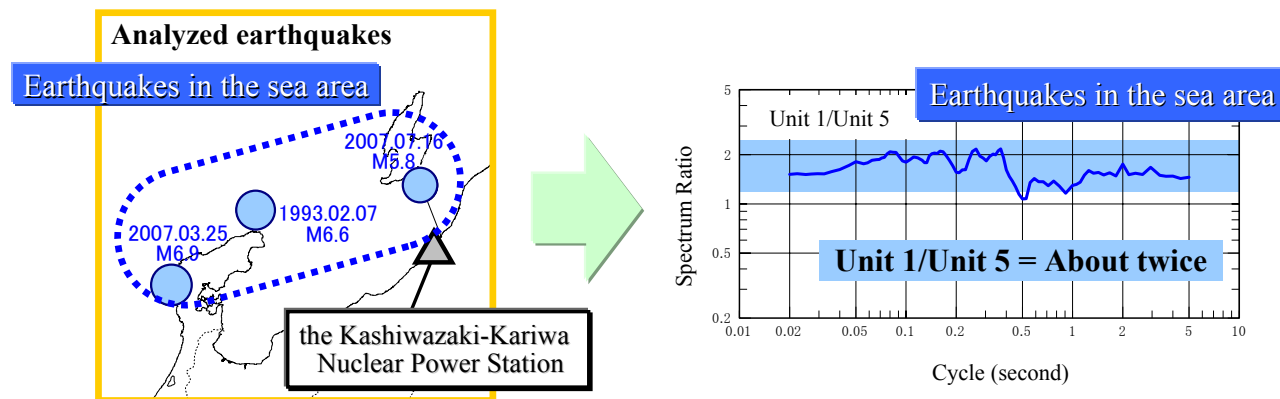 Analyzed earthquakes
Earthquakes in the sea area
2007.07.16
M5.8
1993.02.07
M6.6
2007.03.25
M6.9
the Kashiwazaki-Kariwa
Nuclear Power Station
Earthquakes in the sea area
Unit 1/Unit 5
5
2
1
0.5
0.2
Spectrum Ratio
Unit 1/Unit 5 = About twice
0.01
0.02
0.05
0.1
0.2
0.5
1
2
5
10
Cycle (second)